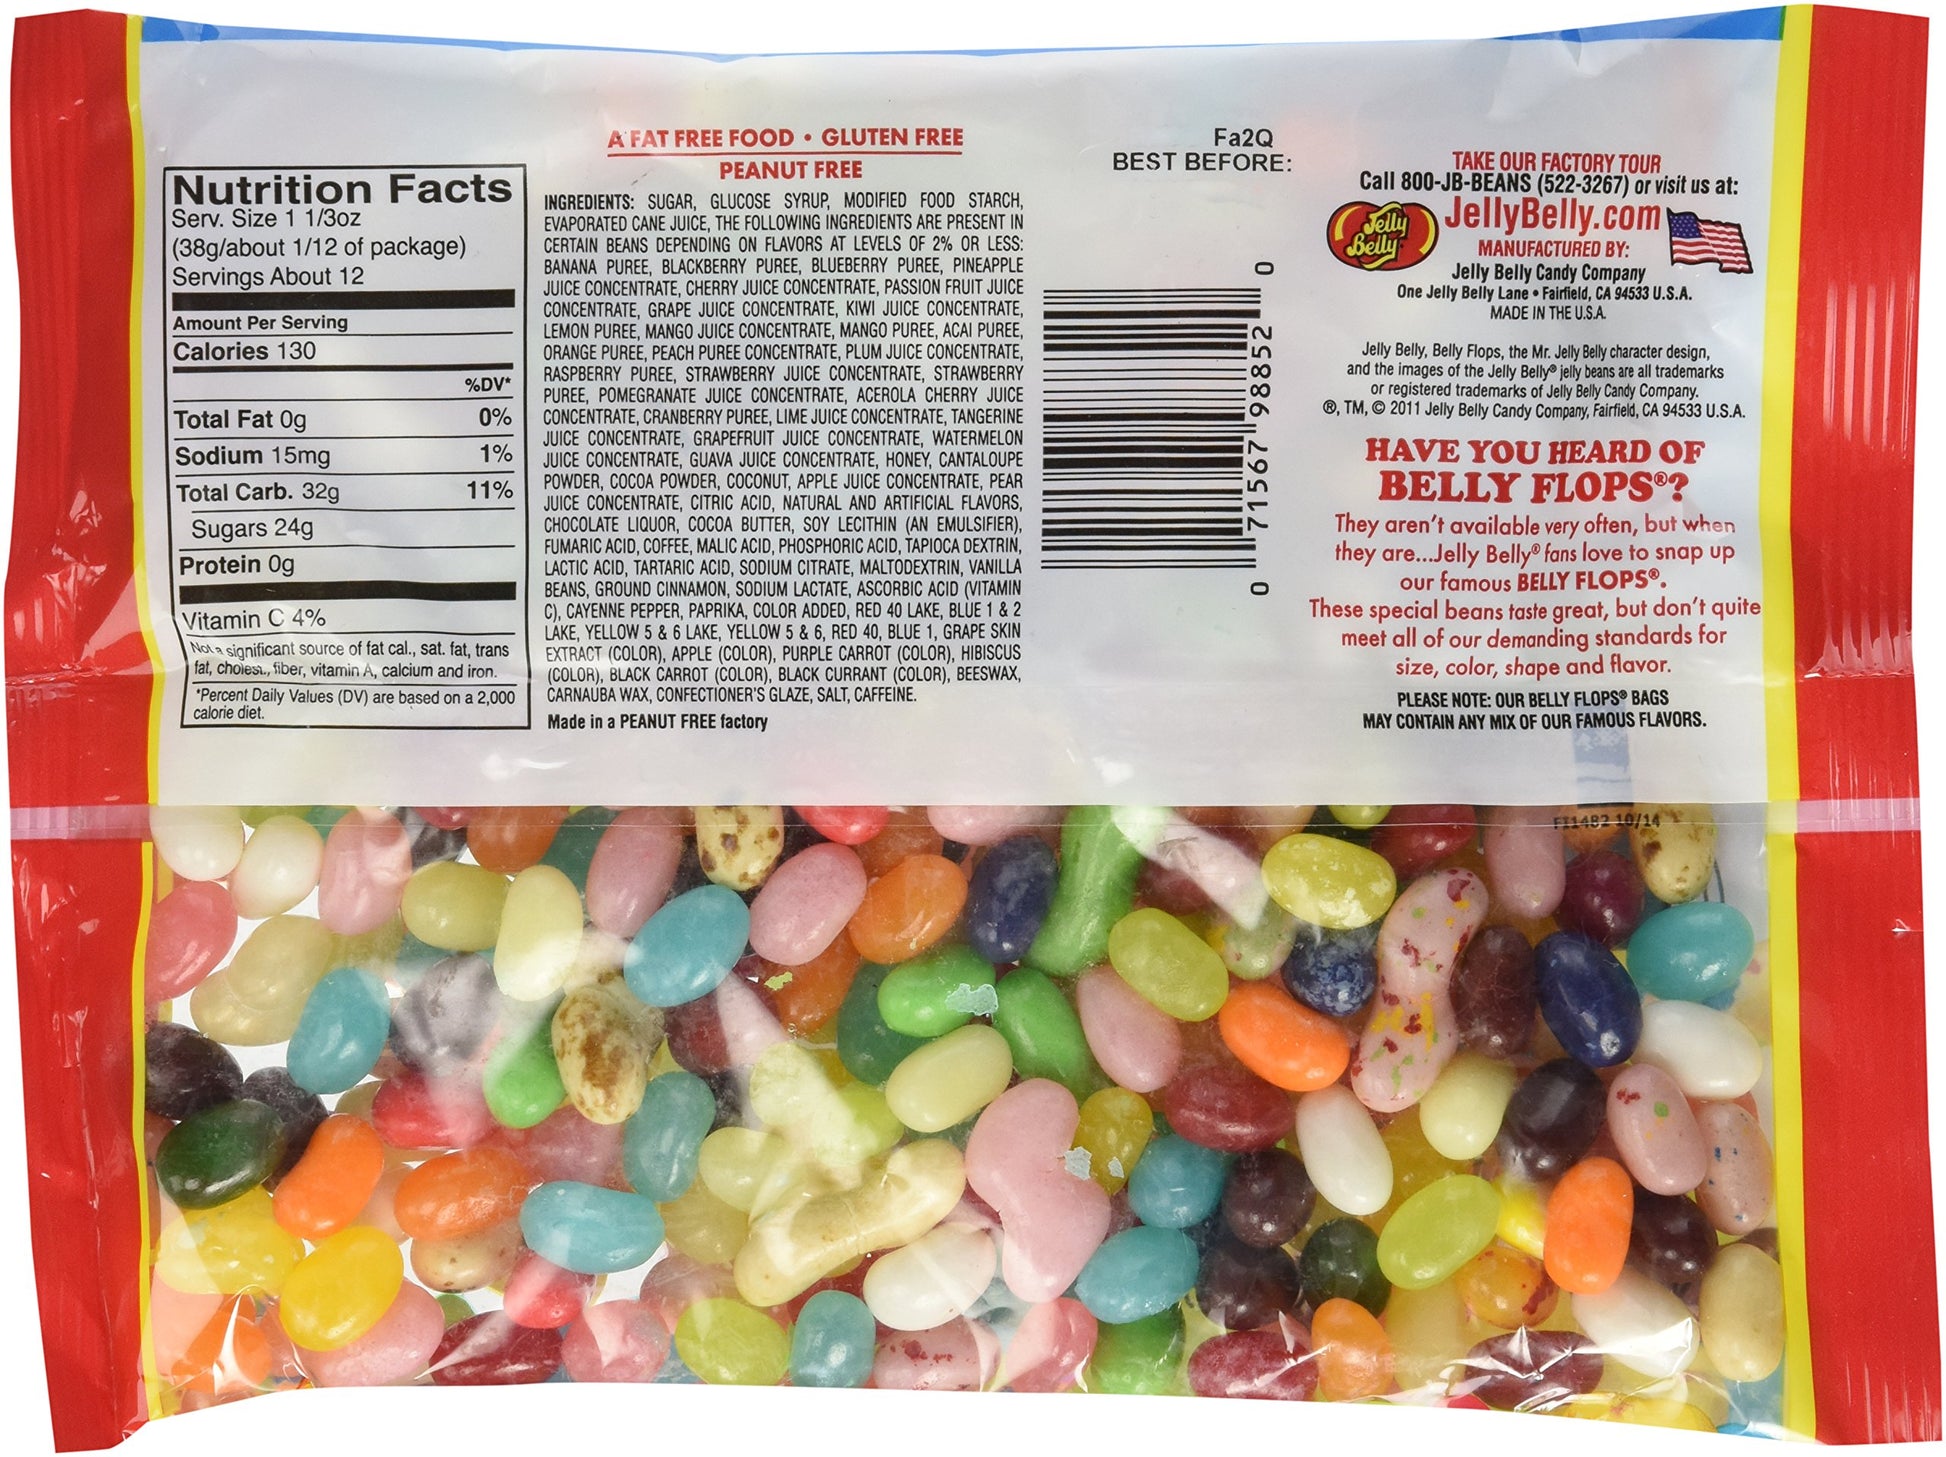 Nutrition Facts
Serv. Size 1 1/3oz
(38g/about 1/12 of package)
Servings About 12
Amount Per Serving
Calories 130
%DV*
Total Fat 0g 0%
Sodium 15mg 1%
Total Carb. 32g 11%
Sugars 24g
Protein 0g
Vitamin C 4%
Not a significant source of fat cal., sat. fat, trans
fat, cholest., fiber, vitamin A, calcium and iron.
*Percent Daily Values (DV) are based on a 2,000
calorie diet.
A FAT FREE FOOD • GLUTEN FREE
PEANUT FREE
INGREDIENTS: SUGAR, GLUCOSE SYRUP, MODIFIED FOOD STARCH,
EVAPORATED CANE JUICE, THE FOLLOWING INGREDIENTS ARE PRESENT IN
CERTAIN BEANS DEPENDING ON FLAVORS AT LEVELS OF 2% OR LESS:
BANANA PUREE, BLACKBERRY PUREE, BLUEBERRY PUREE, PINEAPPLE
JUICE CONCENTRATE, CHERRY JUICE CONCENTRATE, PASSION FRUIT JUICE
CONCENTRATE, GRAPE JUICE CONCENTRATE, KIWI JUICE CONCENTRATE,
LEMON PUREE, MANGO JUICE CONCENTRATE, MANGO PUREE, ACAI PUREE,
ORANGE PUREE, PEACH PUREE CONCENTRATE, PLUM JUICE CONCENTRATE,
RASPBERRY PUREE, STRAWBERRY JUICE CONCENTRATE, STRAWBERRY
PUREE, POMEGRANATE JUICE CONCENTRATE, ACEROLA CHERRY JUICE
CONCENTRATE, CRANBERRY PUREE, LIME JUICE CONCENTRATE, TANGERINE
JUICE CONCENTRATE, GRAPEFRUIT JUICE CONCENTRATE, WATERMELON
JUICE CONCENTRATE, GUAVA JUICE CONCENTRATE, HONEY, CANTALOUPE
POWDER, COCOA POWDER, COCONUT, APPLE JUICE CONCENTRATE, PEAR
JUICE CONCENTRATE, CITRIC ACID, NATURAL AND ARTIFICIAL FLAVORS,
CHOCOLATE LIQUOR, COCOA BUTTER, SOY LECITHIN (AN EMULSIFIER),
FUMARIC ACID, COFFEE, MALIC ACID, PHOSPHORIC ACID, TAPIOCA DEXTRIN,
LACTIC ACID, TARTARIC ACID, SODIUM CITRATE, MALTODEXTRIN, VANILLA
BEANS, GROUND CINNAMON, SODIUM LACTATE, ASCORBIC ACID (VITAMIN
C), CAYENNE PEPPER, PAPRIKA, COLOR ADDED, RED 40 LAKE, BLUE 1 & 2
LAKE, YELLOW 5 & 6 LAKE, YELLOW 5 & 6, RED 40, BLUE 1, GRAPE SKIN
EXTRACT (COLOR), APPLE (COLOR), PURPLE CARROT (COLOR), HIBISCUS
(COLOR), BLACK CARROT (COLOR), BLACK CURRANT (COLOR), BEESWAX,
CARNAUBA WAX, CONFECTIONER'S GLAZE, SALT, CAFFEINE.
Made in a PEANUT FREE factory
Fa2Q
BEST BEFORE:
0 71567 98852 0
TAKE OUR FACTORY TOUR
Call 800-JB-BEANS (522-3267) or visit us at:
Jelly Belly
JellyBelly.com
MANUFACTURED BY:
Jelly Belly Candy Company
One Jelly Belly Lane • Fairfield, CA 94533 U.S.A.
MADE IN THE U.S.A.
Jelly Belly, Belly Flops, the Mr. Jelly Belly character design,
and the images of the Jelly Belly® jelly beans are all trademarks
or registered trademarks of Jelly Belly Candy Company.
®, TM, © 2011 Jelly Belly Candy Company, Fairfield, CA 94533 U.S.A.
HAVE YOU HEARD OF
BELLY FLOPS®?
They aren't available very often, but when
they are...Jelly Belly® fans love to snap up
our famous BELLY FLOPS®.
These special beans taste great, but don't quite
meet all of our demanding standards for
size, color, shape and flavor.
PLEASE NOTE: OUR BELLY FLOPS® BAGS
MAY CONTAIN ANY MIX OF OUR FAMOUS FLAVORS.
F11482 10/14